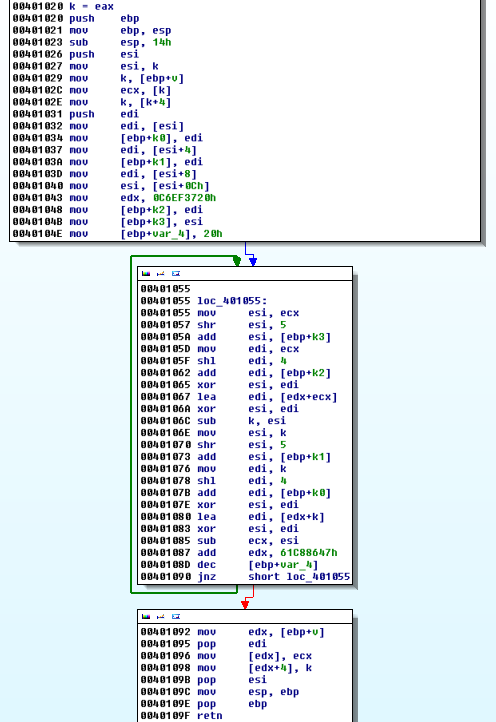 00401020 k = eax
00401020 push    ebp
00401021 mov     ebp, esp
00401023 sub     esp, 14h
00401026 push    esi
00401027 mov     esi, k
00401029 mov     k, [ebp+v]
0040102C mov     ecx, [k]
0040102E mov     k, [k+4]
00401031 push    edi
00401032 mov     edi, [esi]
00401034 mov     [ebp+k0], edi
00401037 mov     edi, [esi+4]
0040103A mov     [ebp+k1], edi
0040103D mov     edi, [esi+8]
00401040 mov     esi, [esi+0Ch]
00401043 mov     edx, 0C6EF3720h
00401048 mov     [ebp+k2], edi
0040104B mov     [ebp+k3], esi
0040104E mov     [ebp+var_4], 20h
00401055
00401055 loc_401055:
00401055 mov     esi, ecx
00401057 shr     esi, 5
0040105A add     esi, [ebp+k3]
0040105D mov     edi, ecx
0040105F shl     edi, 4
00401062 add     edi, [ebp+k2]
00401065 xor     esi, edi
00401067 lea     edi, [edx+ecx]
0040106A xor     esi, edi
0040106C sub     k, esi
0040106E mov     esi, k
00401070 shr     esi, 5
00401073 add     esi, [ebp+k1]
00401076 mov     edi, k
00401078 shl     edi, 4
0040107B add     edi, [ebp+k0]
0040107E xor     esi, edi
00401080 lea     edi, [edx+k]
00401083 xor     esi, edi
00401085 sub     ecx, esi
00401087 add     edx, 61C88647h
0040108D dec     [ebp+var_4]
00401090 jnz     short loc_401055
00401092 mov     edx, [ebp+v]
00401095 pop     edi
00401096 mov     [edx], ecx
00401098 mov     [edx+4], k
0040109B pop     esi
0040109C mov     esp, ebp
0040109E pop     ebp
0040109F retn